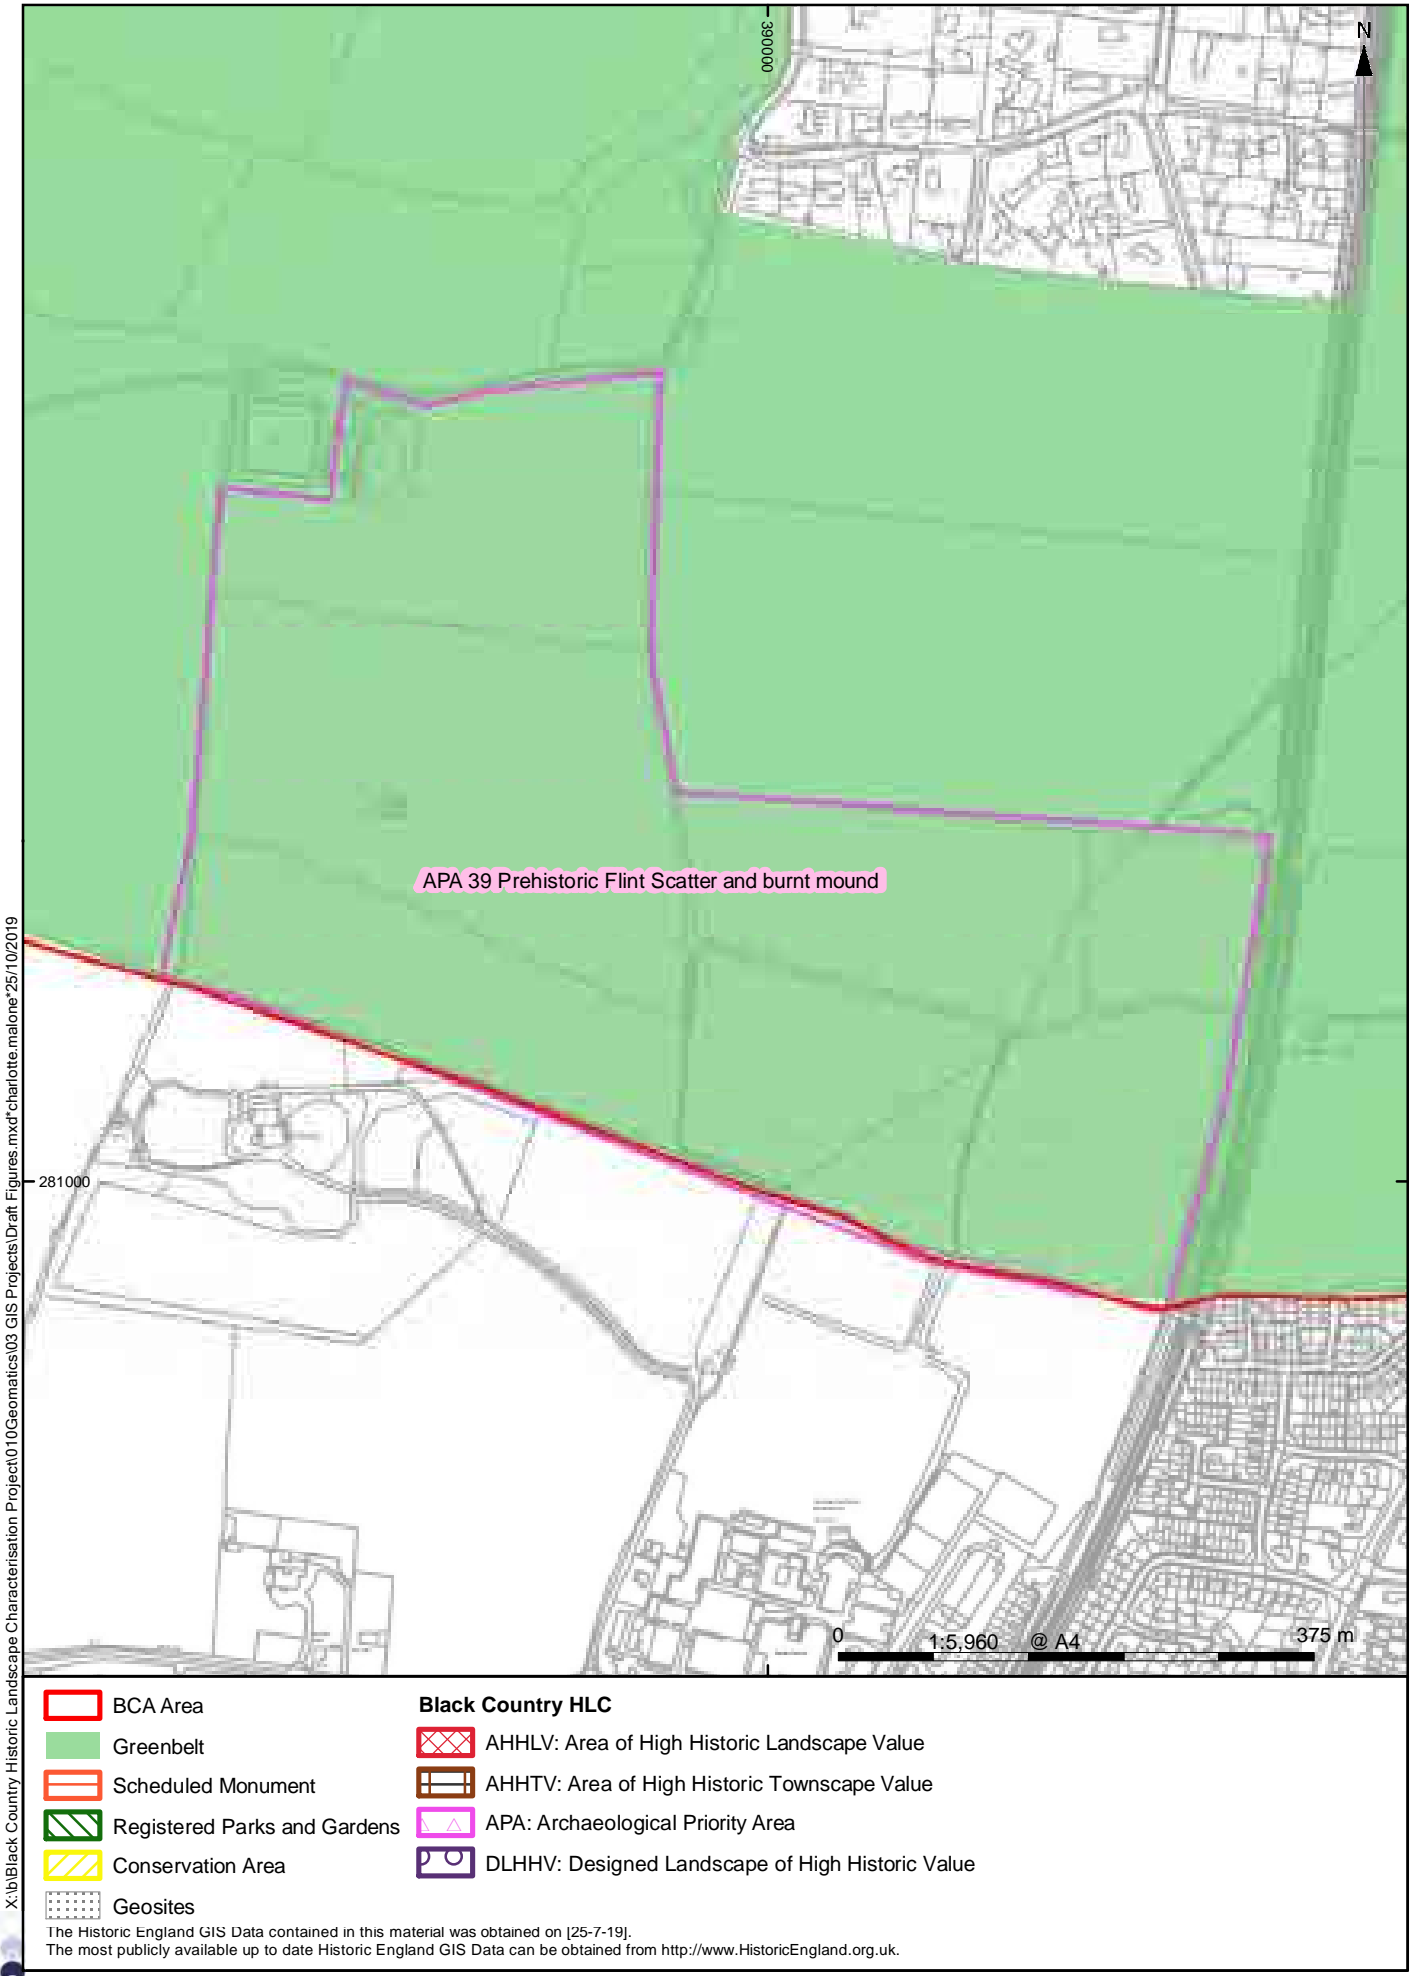 390000
N
APA 39 Prehistoric Flint Scatter and burnt mound
281000
0 1:5,960 @ A4 375 m
X:\b\Black Country Historic Landscape Characterisation Project\010Geomatics\03 GIS Projects\Draft Figures.mxd*charlotte.malone*25/10/2019
BCA Area
Greenbelt
Scheduled Monument
Registered Parks and Gardens
Conservation Area
Geosites
Black Country HLC
AHHLV: Area of High Historic Landscape Value
AHHTV: Area of High Historic Townscape Value
APA: Archaeological Priority Area
DLHHV: Designed Landscape of High Historic Value
The Historic England GIS Data contained in this material was obtained on [25-7-19].
The most publicly available up to date Historic England GIS Data can be obtained from http://www.HistoricEngland.org.uk.